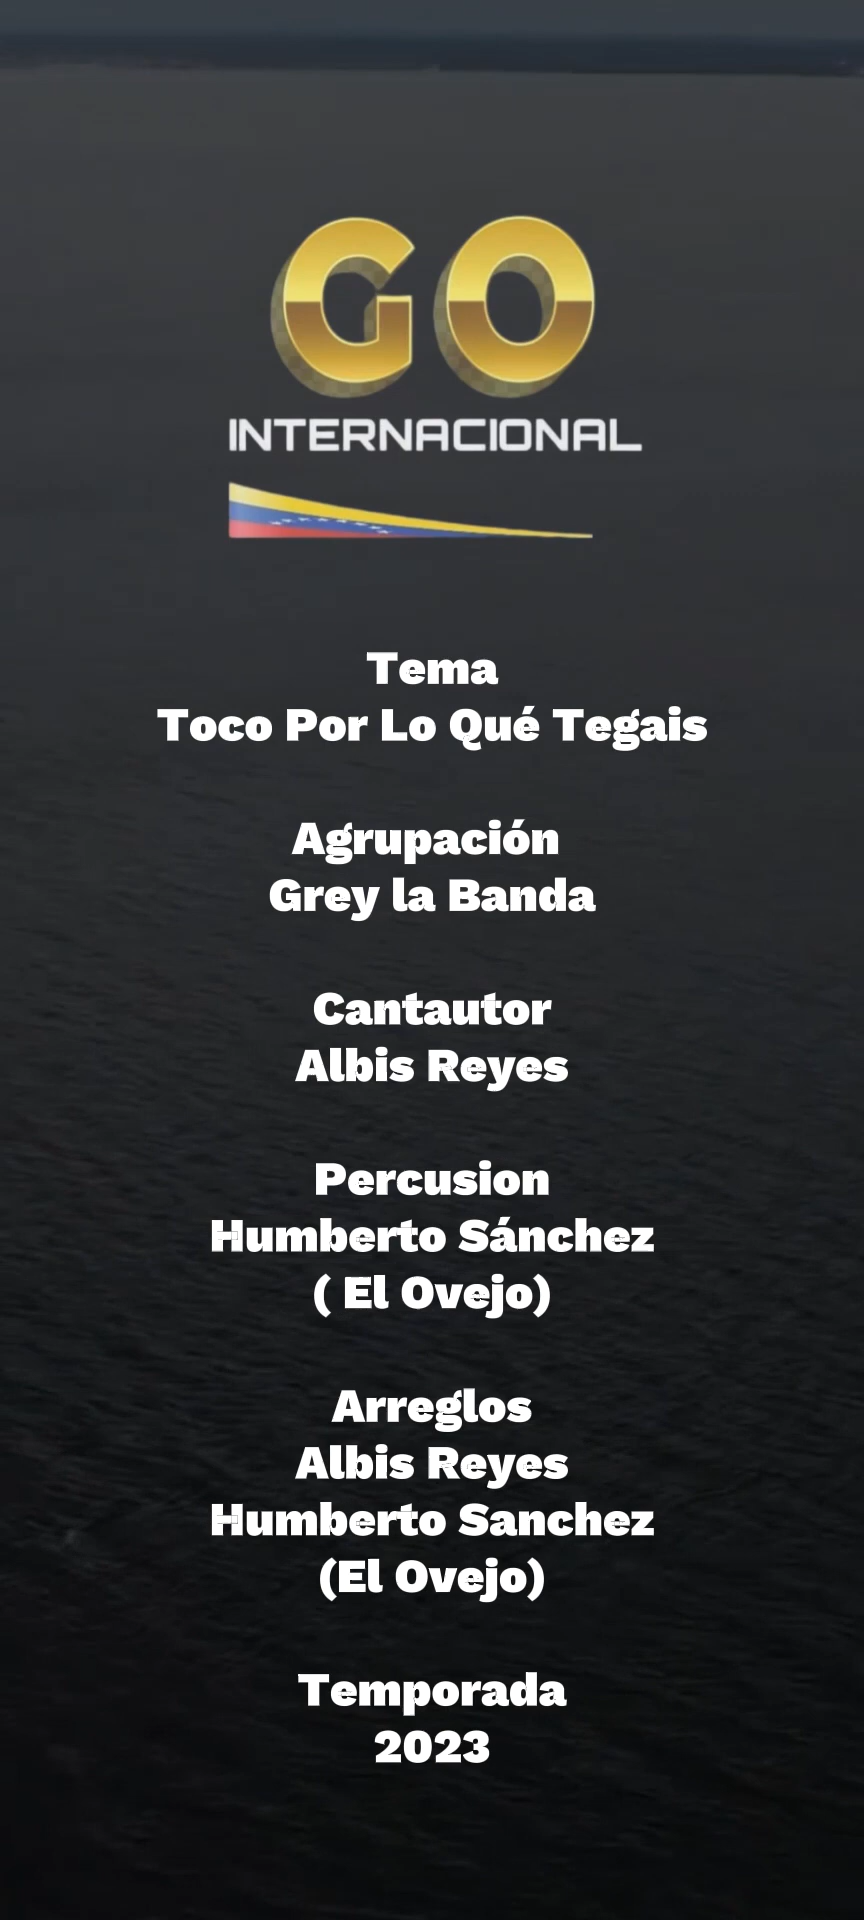 GO
INTERNACIONAL
Tema
Toco Por Lo Qué Tegais
Agrupación
Grey la Banda
Cantautor
Albis Reyes
Percusion
Humberto Sánchez
( El Ovejo)
Arreglos
Albis Reyes
Humberto Sanchez
(El Ovejo)
Temporada
2023